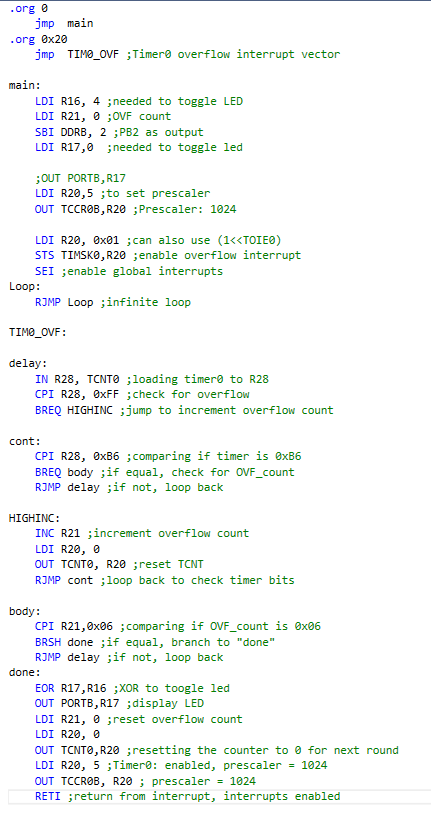 .org 0
jmp main
.org 0x20
jmp TIM0_OVF ;Timer0 overflow interrupt vector
main:
LDI R16, 4 ;needed to toggle LED
LDI R21, 0 ;OVF count
SBI DDRB, 2 ;PB2 as output
LDI R17,0 ;needed to toggle led
;OUT PORTB,R17
LDI R20,5 ;to set prescaler
OUT TCCR0B,R20 ;Prescaler: 1024
LDI R20, 0x01 ;can also use (1<<TOIE0)
STS TIMSK0,R20 ;enable overflow interrupt
SEI ;enable global interrupts
Loop:
RJMP Loop ;infinite loop
TIM0_OVF:
delay:
IN R28, TCNT0 ;loading timer0 to R28
CPI R28, 0xFF ;check for overflow
BREQ HIGHINC ;jump to increment overflow count
cont:
CPI R28, 0xB6 ;comparing if timer is 0xB6
BREQ body ;if equal, check for OVF_count
RJMP delay ;if not, loop back
HIGHINC:
INC R21 ;increment overflow count
LDI R20, 0
OUT TCNT0, R20 ;reset TCNT
RJMP cont ;loop back to check timer bits
body:
CPI R21,0x06 ;comparing if OVF_count is 0x06
BRSH done ;if equal, branch to "done"
RJMP delay ;if not, loop back
done:
EOR R17,R16 ;XOR to toogle led
OUT PORTB,R17 ;display LED
LDI R21, 0 ;reset overflow count
LDI R20, 0
OUT TCNT0,R20 ;resetting the counter to 0 for next round
LDI R20, 5 ;Timer0: enabled, prescaler = 1024
OUT TCCR0B, R20 ; prescaler = 1024
RETI ;return from interrupt, interrupts enabled